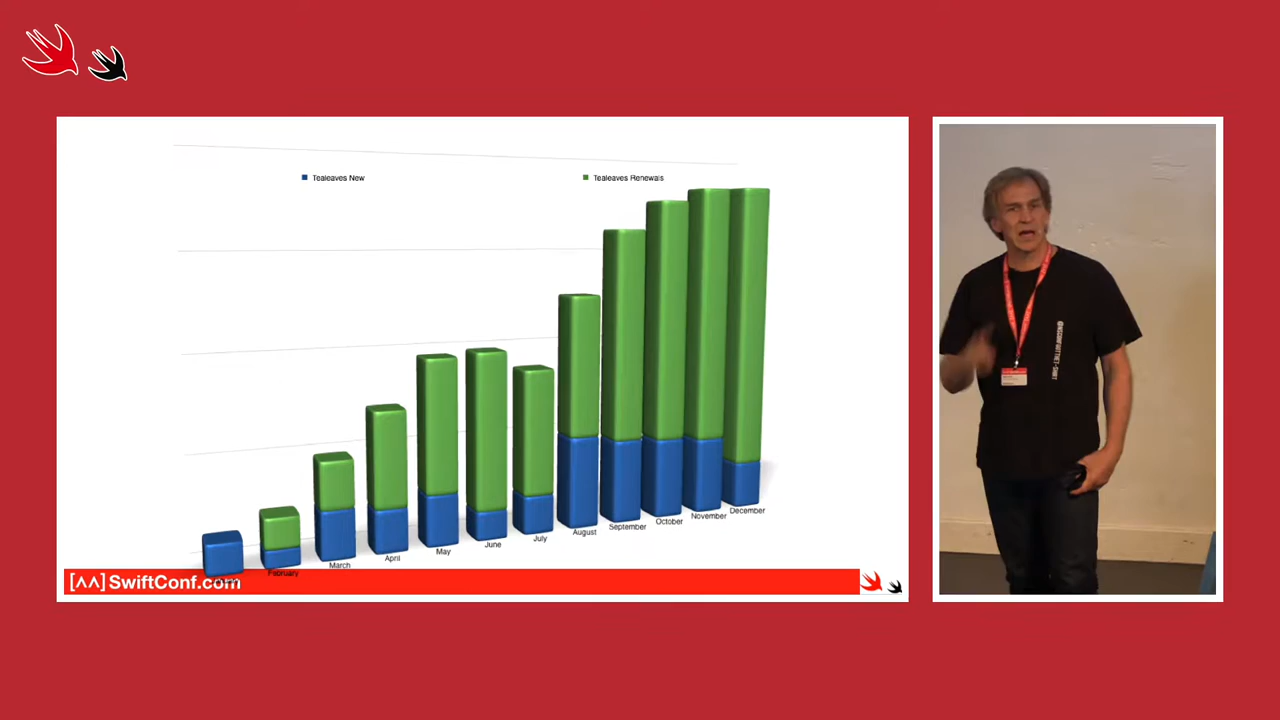 Tealeaves New
Tealeaves Renewals
February
March
April
May
June
July
August
September
October
November
December
[ʌʌ] SwiftConf.com